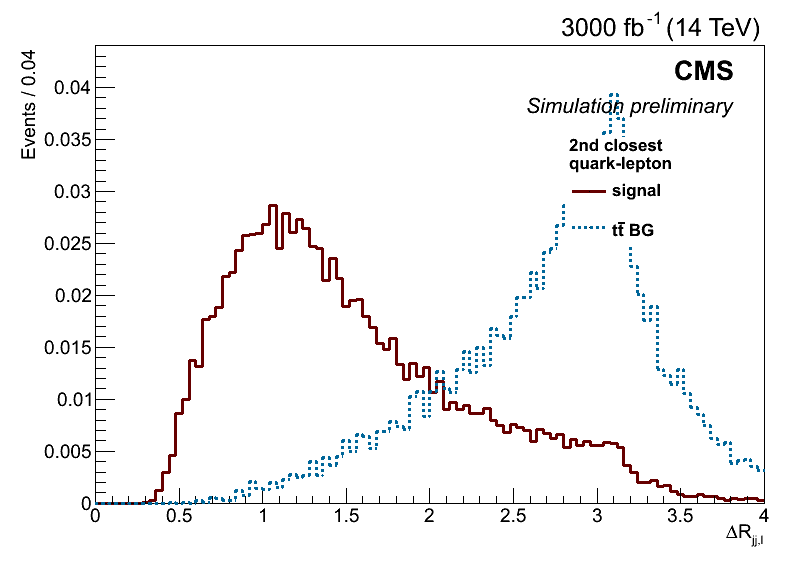 3000 fb⁻¹ (14 TeV)
CMS
Simulation preliminary
2nd closest
quark-lepton
signal
tt̄ BG
Events / 0.04
0.04
0.035
0.03
0.025
0.02
0.015
0.01
0.005
0
0 0.5 1 1.5 2 2.5 3 3.5 4
ΔR_jj,l